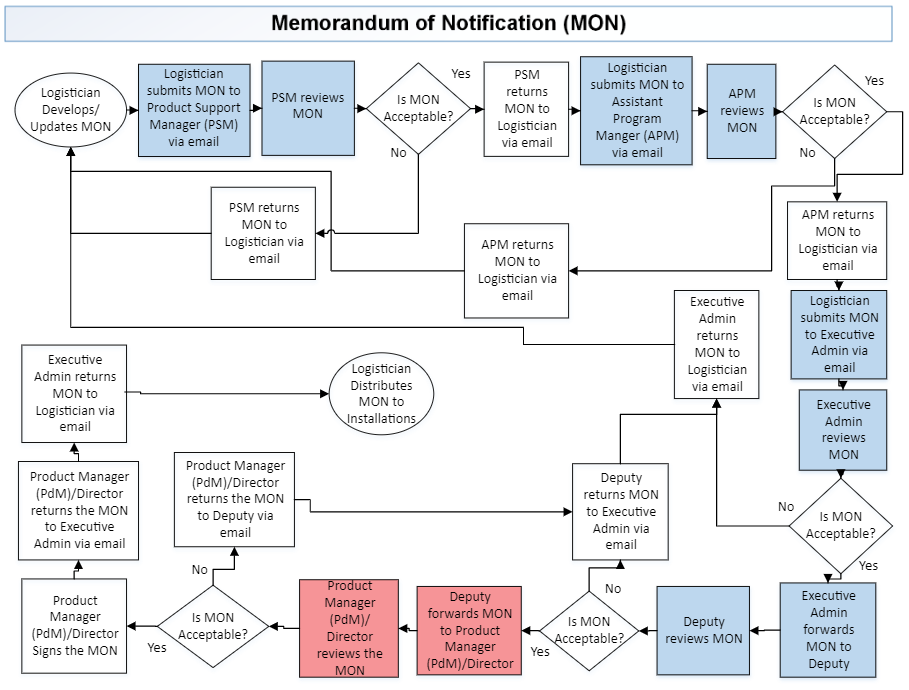 Memorandum of Notification (MON)
Logistician
Develops/
Updates MON
Logistician
submits MON to
Product Support
Manager (PSM)
via email
PSM reviews
MON
Is MON
Acceptable?
Yes
No
PSM
returns
MON to
Logistician
via email
Logistician
submits MON to
Assistant
Program
Manger (APM)
via email
APM
reviews
MON
Is MON
Acceptable?
Yes
No
PSM returns
MON to
Logistician via
email
APM returns
MON to
Logistician via
email
APM returns
MON to
Logistician via
email
Logistician
submits MON
to Executive
Admin via
email
Executive
Admin
returns
MON to
Logistician
via email
Executive
Admin returns
MON to
Logistician via
email
Logistician
Distributes
MON to
Installations
Executive
Admin
reviews
MON
Is MON
Acceptable?
No
Yes
Product Manager
(PdM)/Director
returns the MON
to Executive
Admin via email
Product Manager
(PdM)/Director
returns the MON
to Deputy via
email
Deputy
returns MON
to Executive
Admin via
email
Product
Manager
(PdM)/Director
Signs the MON
Yes
No
Is MON
Acceptable?
Product
Manager
(PdM)/
Director
reviews the
MON
Deputy
forwards MON
to Product
Manager
(PdM)/Director
Yes
No
Is MON
Acceptable?
Deputy
reviews MON
Executive
Admin
forwards
MON to
Deputy